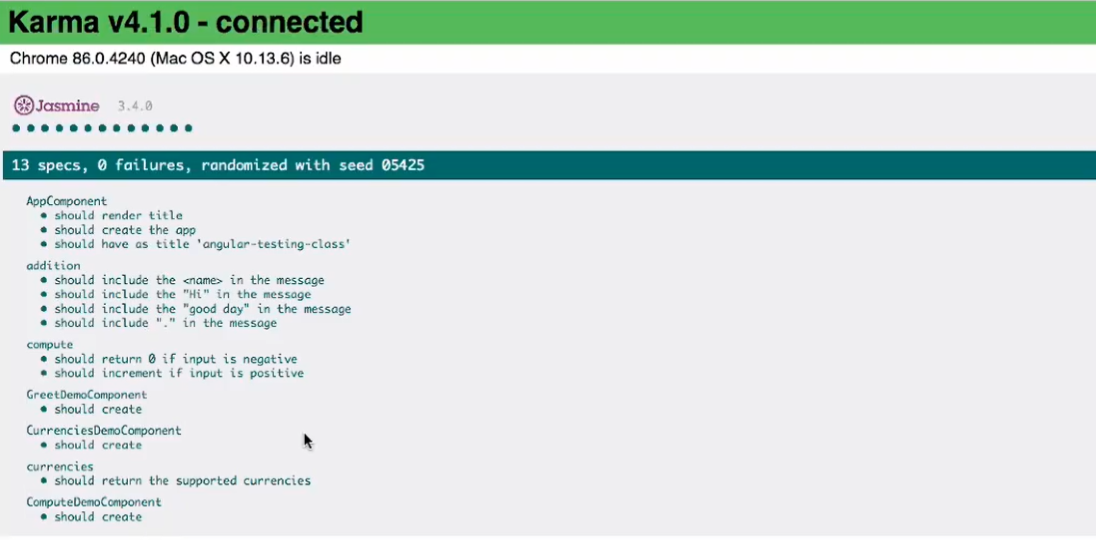 Karma v4.1.0 - connected
Chrome 86.0.4240 (Mac OS X 10.13.6) is idle
Jasmine 3.4.0
13 specs, 0 failures, randomized with seed 05425
AppComponent
• should render title
• should create the app
• should have as title 'angular-testing-class'
addition
• should include the <name> in the message
• should include the "Hi" in the message
• should include the "good day" in the message
• should include "." in the message
compute
• should return 0 if input is negative
• should increment if input is positive
GreetDemoComponent
• should create
CurrenciesDemoComponent
• should create
currencies
• should return the supported currencies
ComputeDemoComponent
• should create